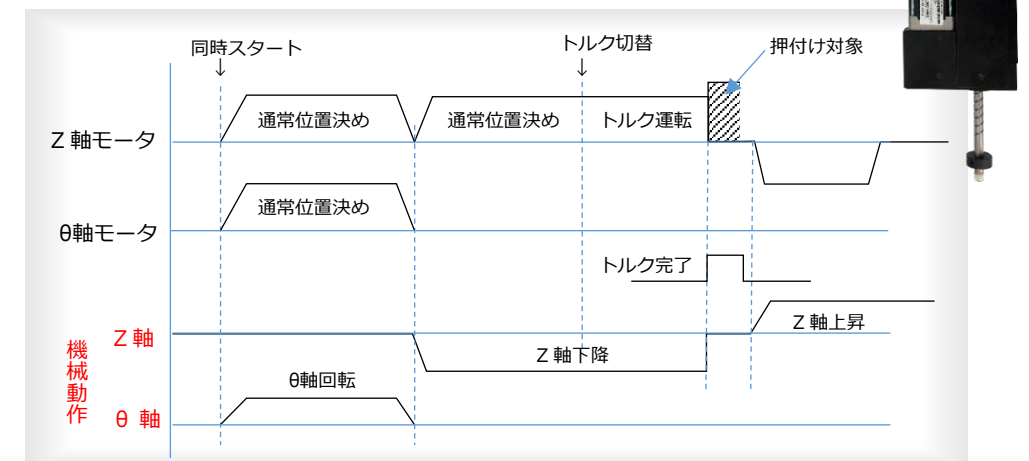 同時スタート
トルク切替
押付け対象
Z 軸モータ
通常位置決め
通常位置決め
トルク運転
θ軸モータ
通常位置決め
トルク完了
機械動作
Z 軸
Z 軸下降
Z 軸上昇
θ 軸
θ軸回転